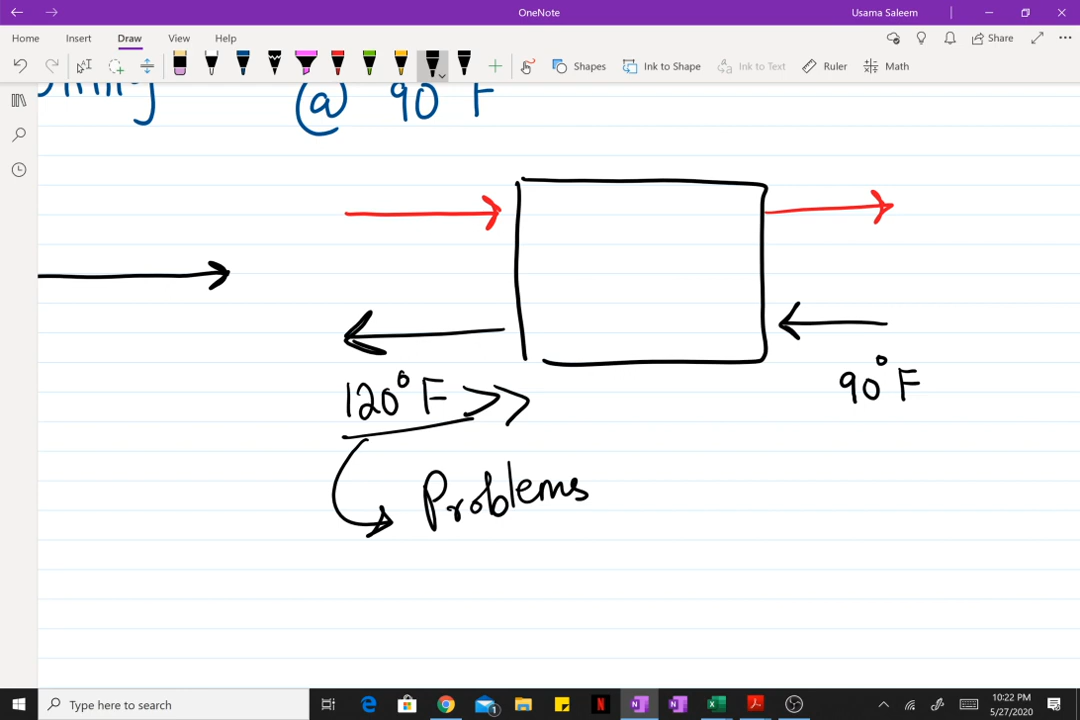 OneNote
Usama Saleem
Home Insert Draw View Help
Share
Shapes Ink to Shape Ink to Text Ruler Math
@ 90 F
120° F >>
90° F
Problems
Type here to search
1
10:22 PM
5/27/2020